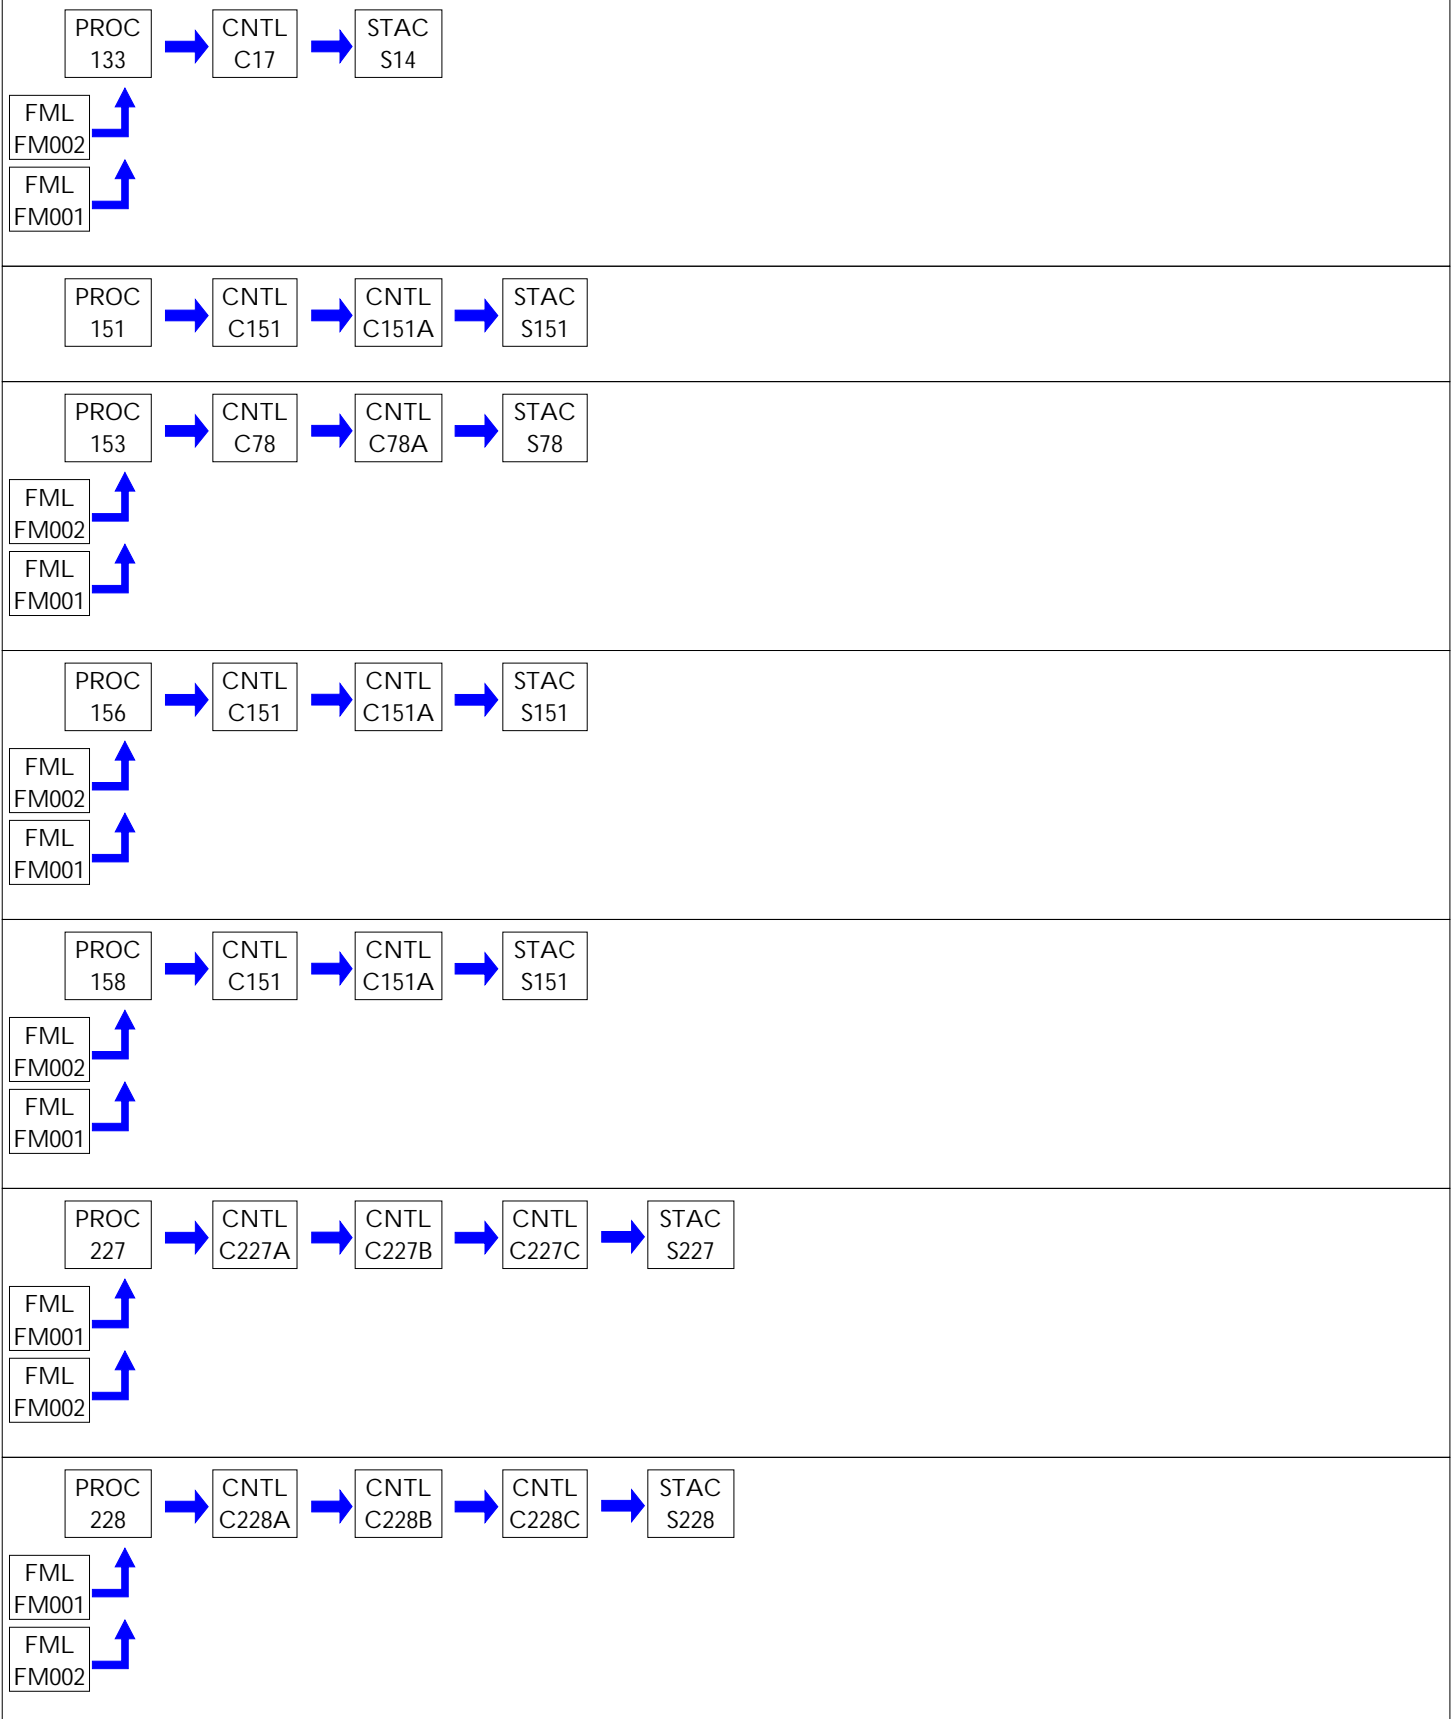 PROC
133
CNTL
C17
STAC
S14
FML
FM002
FML
FM001
PROC
151
CNTL
C151
CNTL
C151A
STAC
S151
PROC
153
CNTL
C78
CNTL
C78A
STAC
S78
FML
FM002
FML
FM001
PROC
156
CNTL
C151
CNTL
C151A
STAC
S151
FML
FM002
FML
FM001
PROC
158
CNTL
C151
CNTL
C151A
STAC
S151
FML
FM002
FML
FM001
PROC
227
CNTL
C227A
CNTL
C227B
CNTL
C227C
STAC
S227
FML
FM001
FML
FM002
PROC
228
CNTL
C228A
CNTL
C228B
CNTL
C228C
STAC
S228
FML
FM001
FML
FM002